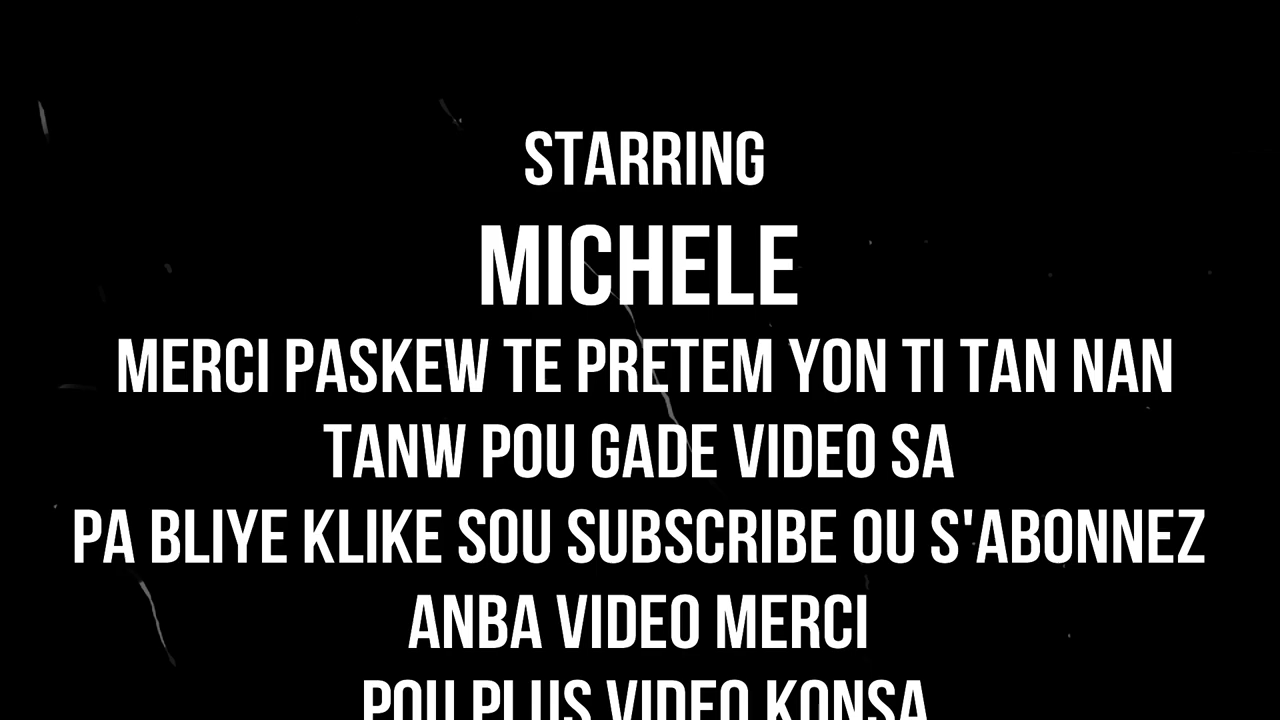 STARRING
MICHELE
MERCI PASKEW TE PRETEM YON TI TAN NAN
TANW POU GADE VIDEO SA
PA BLIYE KLIKE SOU SUBSCRIBE OU S'ABONNEZ
ANBA VIDEO MERCI
POU PLUS VIDEO KONSA